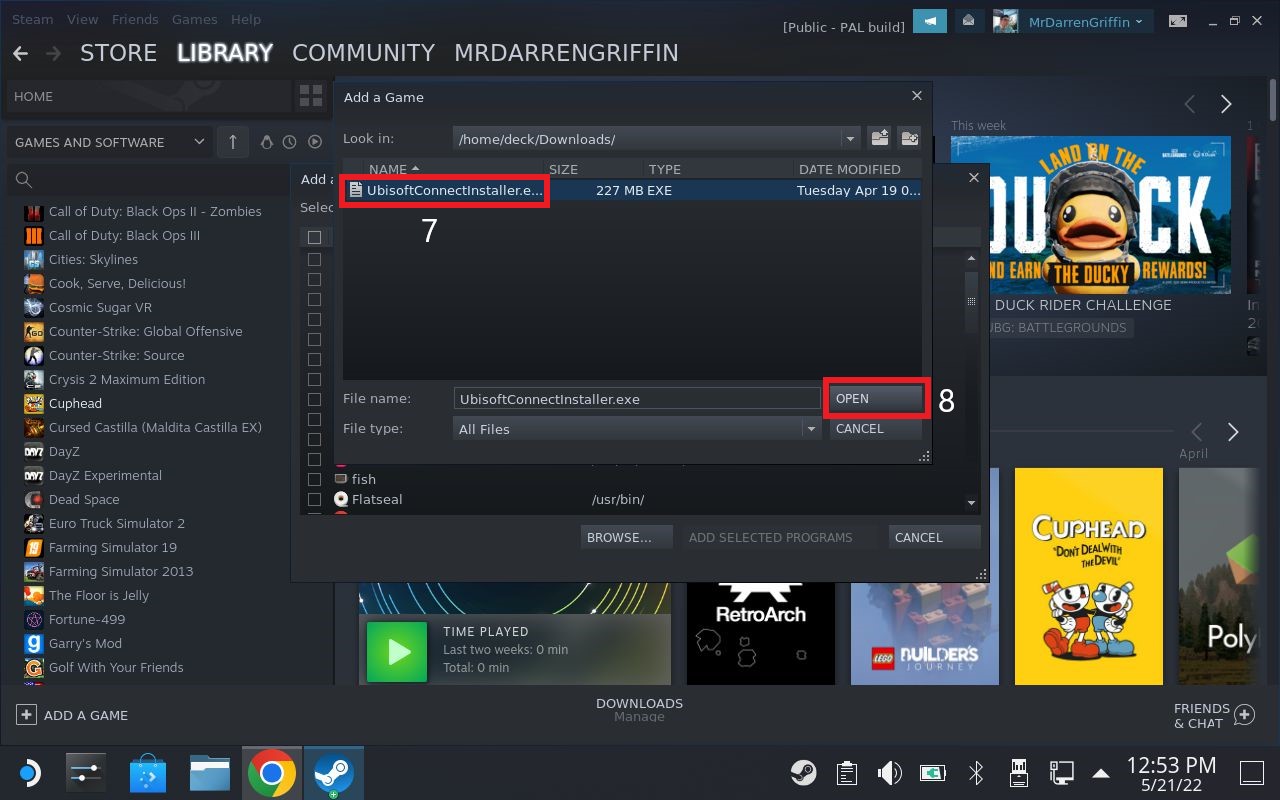 Steam View Friends Games Help
[Public - PAL build]
MrDarrenGriffin
STORE LIBRARY COMMUNITY MRDARRENGRIFFIN
HOME
GAMES AND SOFTWARE
Call of Duty: Black Ops II - Zombies
Call of Duty: Black Ops III
Cities: Skylines
Cook, Serve, Delicious!
Cosmic Sugar VR
Counter-Strike: Global Offensive
Counter-Strike: Source
Crysis 2 Maximum Edition
Cuphead
Cursed Castilla (Maldita Castilla EX)
DayZ
DayZ Experimental
Dead Space
Euro Truck Simulator 2
Farming Simulator 19
Farming Simulator 2013
The Floor is Jelly
Fortune-499
Garry's Mod
Golf With Your Friends
Add a Game
Look in: /home/deck/Downloads/
NAME SIZE TYPE DATE MODIFIED
UbisoftConnectInstaller.e... 227 MB EXE Tuesday Apr 19 0...
7
File name: UbisoftConnectInstaller.exe OPEN
8
File type: All Files CANCEL
Add a
Selec
fish
Flatseal /usr/bin/
BROWSE... ADD SELECTED PROGRAMS CANCEL
This week
LAND ON THE
DUCK
AND EARN THE DUCKY REWARDS!
DUCK RIDER CHALLENGE
PUBG: BATTLEGROUNDS
April
TIME PLAYED
Last two weeks: 0 min
Total: 0 min
RetroArch
LEGO BUILDER'S
JOURNEY
CUPHEAD
"DON'T DEAL WITH
THE DEVIL"
Poly
ADD A GAME
DOWNLOADS
Manage
FRIENDS
& CHAT
12:53 PM
5/21/22